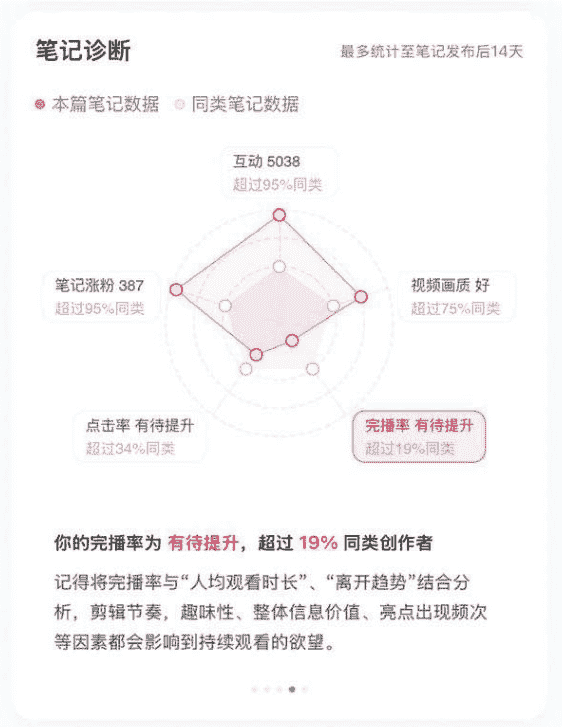 笔记诊断
最多统计至笔记发布后14天
本篇笔记数据
同类笔记数据
互动 5038
超过95%同类
笔记涨粉 387
超过95%同类
视频画质 好
超过75%同类
点击率 有待提升
超过34%同类
完播率 有待提升
超过19%同类
你的完播率为 有待提升，超过 19% 同类创作者
记得将完播率与“人均观看时长”、“离开趋势”结合分
析，剪辑节奏，趣味性、整体信息价值、亮点出现频次
等因素都会影响到持续观看的欲望。